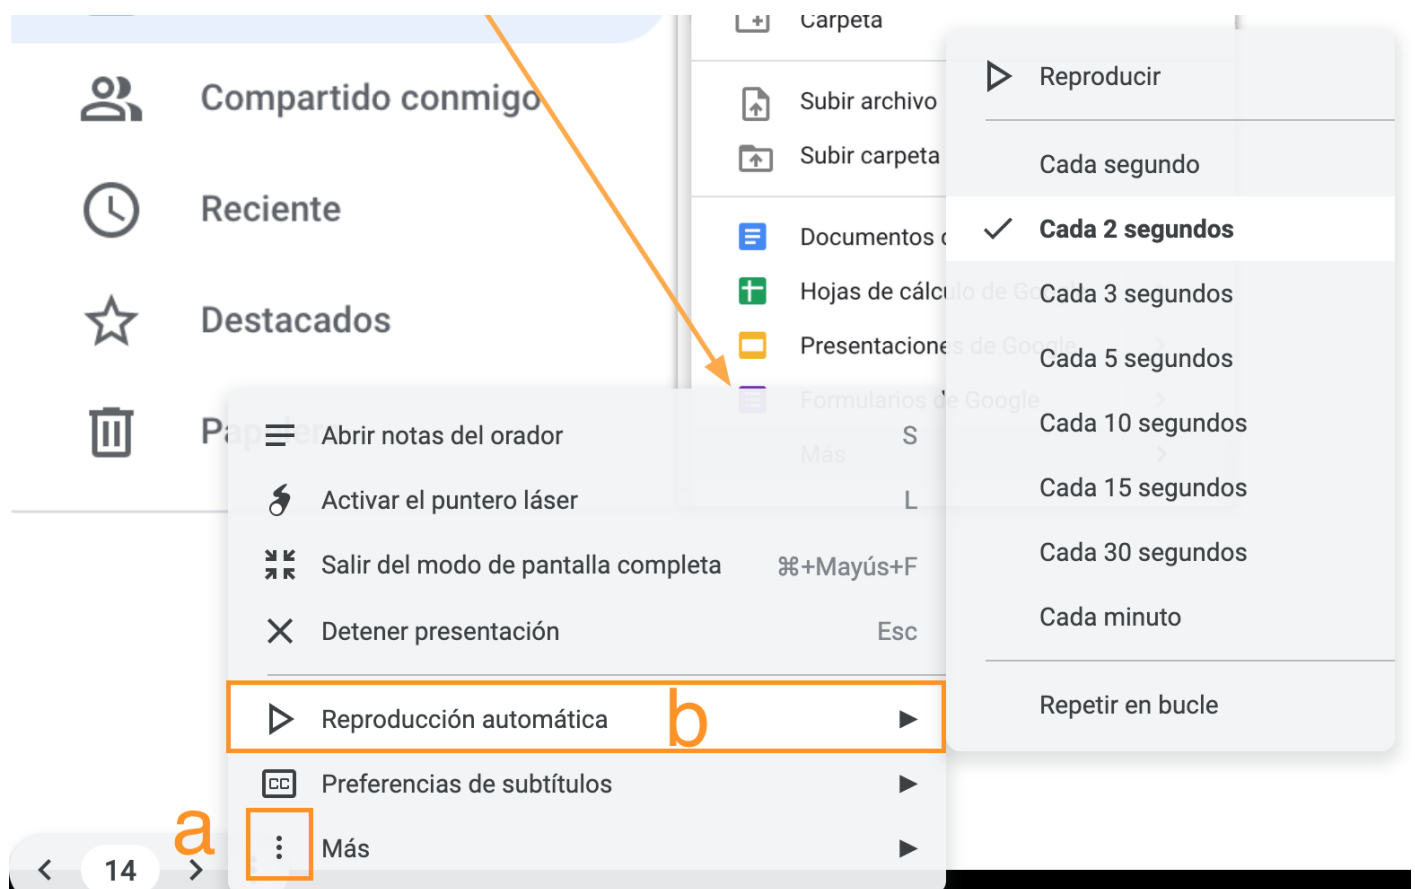 Carpeta
Compartido conmigo
Subir archivo
Subir carpeta
Reciente
Documentos
Hojas de cálculo de Google
Destacados
Presentaciones de Google
Formularios de Google
Más
Reproducir
Cada segundo
Cada 2 segundos
Cada 3 segundos
Cada 5 segundos
Cada 10 segundos
Cada 15 segundos
Cada 30 segundos
Cada minuto
Repetir en bucle
Papelera
Abrir notas del orador S
Activar el puntero láser L
Salir del modo de pantalla completa ⌘+Mayús+F
Detener presentación Esc
Reproducción automática b
CC Preferencias de subtítulos
a Más
14